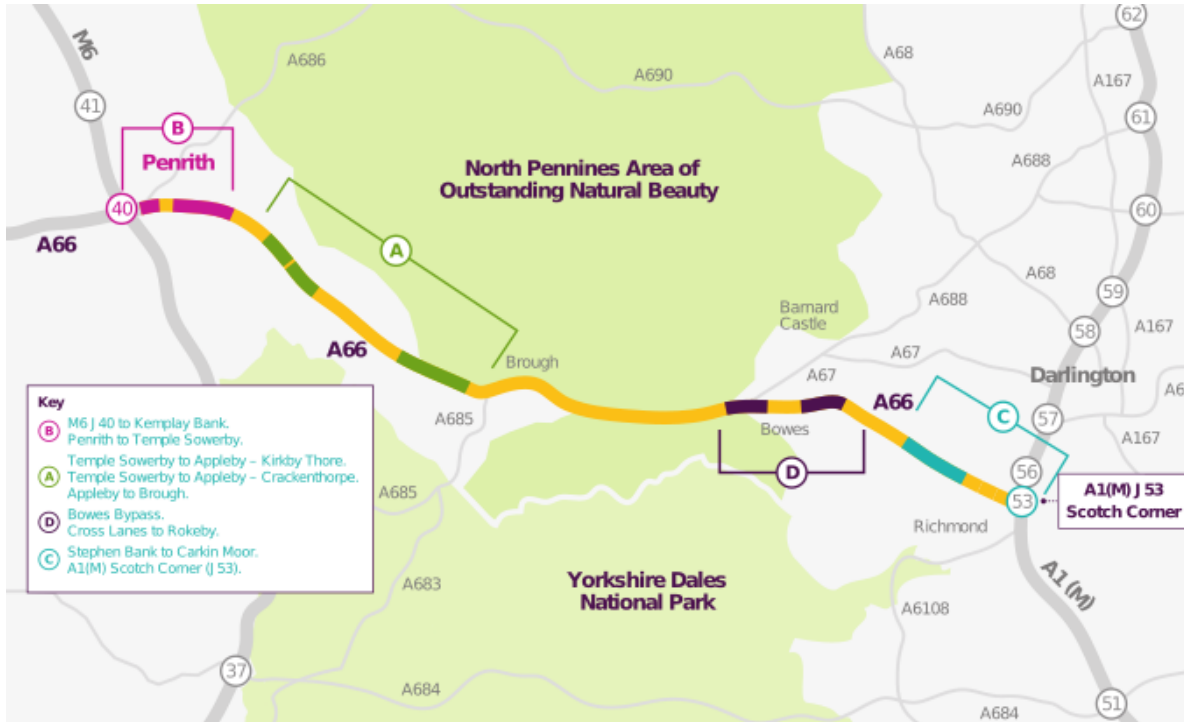 M6
A686
A68
62
A167
A690
A690
41
B
61
Penrith
A688
North Pennines Area of
Outstanding Natural Beauty
40
60
A66
A
A68
59
A688
Barnard
Castle
58
A167
A66
Brough
A67
A67
Darlington
A6
A66
C
57
A685
Bowes
A167
D
56
53
A1(M) J53
Scotch Corner
Key
B
M6 J40 to Kemplay Bank.
Penrith to Temple Sowerby.
A
Temple Sowerby to Appleby – Kirkby Thore.
Temple Sowerby to Appleby – Crackenthorpe.
Appleby to Brough.
D
Bowes Bypass.
Cross Lanes to Rokeby.
C
Stephen Bank to Carkin Moor.
A1(M) Scotch Corner (J53).
A685
Richmond
A683
Yorkshire Dales
National Park
A1 (M)
A6108
37
A684
A684
51